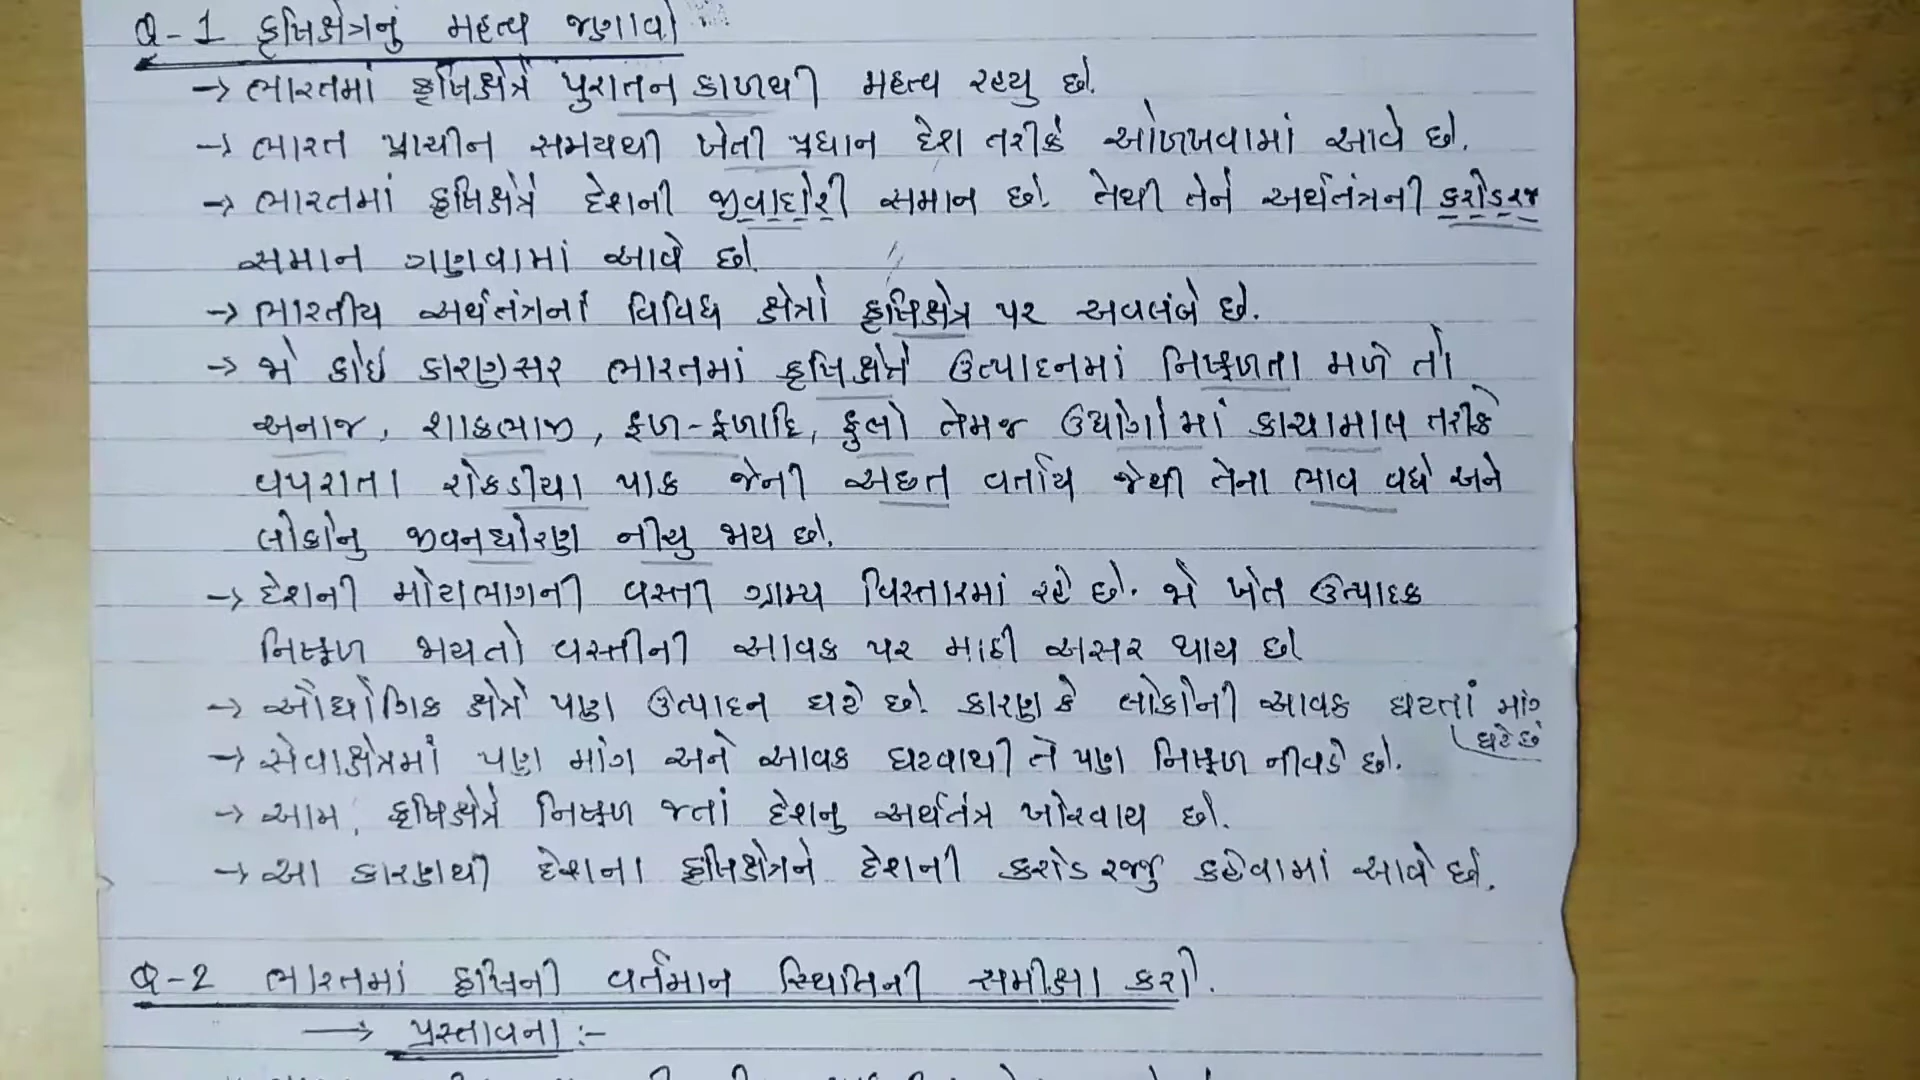 Q-1 કૃષિક્ષેત્રનું મહત્વ જણાવો
→ ભારતમાં કૃષિક્ષેત્રે પુરાતન કાળથી મહત્વ રહયુ છે.
→ ભારત પ્રાચીન સમયથી ખેતી પ્રધાન દેશ તરીકે ઓળખવામાં આવે છે.
→ ભારતમાં કૃષિક્ષેત્રે દેશની જીવાદોરી સમાન છે. તેથી તેને અર્થતંત્રની કરોડરજ
સમાન ગણવામાં આવે છે.
→ ભારતીય અર્થતંત્રનાં વિવિધ ક્ષેત્રો કૃષિક્ષેત્ર પર અવલંબે છે.
→ જો કોઈ કારણસર ભારતમાં કૃષિક્ષેત્રે ઉત્પાદનમાં નિષ્ફળતા મળે તો
અનાજ, શાકભાજી, ફળ-ફળાદિ, ફુલો તેમજ ઉધોગોમાં કાચામાલ તરીકે
વપરાતા રોકડીયા પાક જેની અછત વર્તાય જેથી તેના ભાવ વધે અને
લોકોનુ જીવનધોરણ નીચુ જાય છે.
→ દેશની મોટાભાગની વસ્તી ગ્રામ્ય વિસ્તારમાં રહે છે. જો ખેત ઉત્પાદક
નિષ્ફળ જાયતો વસ્તીની આવક પર માઠી અસર થાય છે
→ ઔધોગિક ક્ષેત્રે પણ ઉત્પાદન ઘટે છે. કારણ કે લોકોની આવક ઘટતાં માંગ
ઘટે છે
→ સેવાક્ષેત્રમાં પણ માંગ અને આવક ઘટવાથી તે પણ નિષ્ફળ નીવડે છે.
→ આમ, કૃષિક્ષેત્રે નિષ્ફળ જતાં દેશનુ અર્થતંત્ર ખોરવાય છે.
→ આ કારણથી દેશના કૃષિક્ષેત્રને દેશની કરોડ રજ્જુ કહેવામાં આવે છે.
Q-2 ભારતમાં કૃષિની વર્તમાન સ્થિતિની સમીક્ષા કરો.
→ પ્રસ્તાવના :-